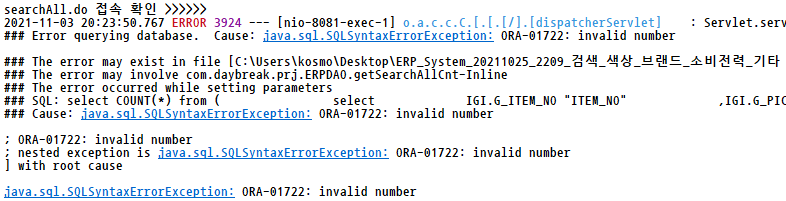 searchAll.do 접속 확인 >>>>>>
2021-11-03 20:23:50.767 ERROR 3924 --- [nio-8081-exec-1] o.a.c.c.C.[.[.[/].[dispatcherServlet] : Servlet.serv
### Error querying database. Cause: java.sql.SQLSyntaxErrorException: ORA-01722: invalid number
### The error may exist in file [C:\Users\kosmo\Desktop\ERP_System_20211025_2209_검색_색상_브랜드_소비전력_기타
### The error may involve com.daybreak.prj.ERPDAO.getSearchAllCnt-Inline
### The error occurred while setting parameters
### SQL: select COUNT(*) from ( select IGI.G_ITEM_NO "ITEM_NO" ,IGI.G_PIC
### Cause: java.sql.SQLSyntaxErrorException: ORA-01722: invalid number
; ORA-01722: invalid number
; nested exception is java.sql.SQLSyntaxErrorException: ORA-01722: invalid number
] with root cause
java.sql.SQLSyntaxErrorException: ORA-01722: invalid number